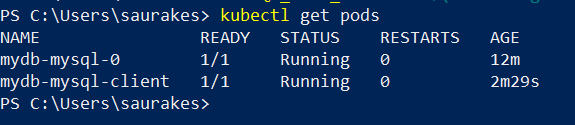 PS C:\Users\saurakes> kubectl get pods
NAME READY STATUS RESTARTS AGE
mydb-mysql-0 1/1 Running 0 12m
mydb-mysql-client 1/1 Running 0 2m29s
PS C:\Users\saurakes>